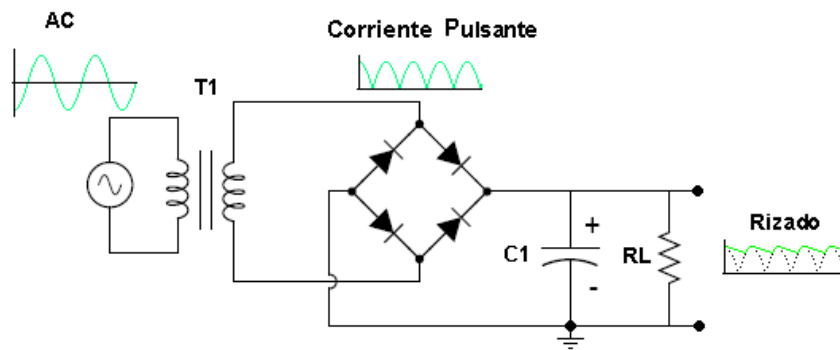 AC
Corriente Pulsante
T1
Rizado
+
C1
RL
-